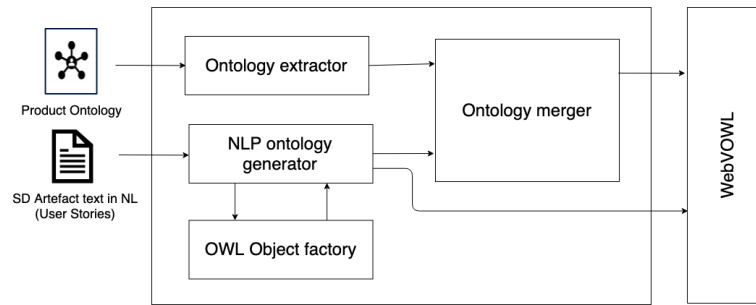 Product Ontology
SD Artefact text in NL
(User Stories)
Ontology extractor
NLP ontology
generator
OWL Object factory
Ontology merger
WebVOWL